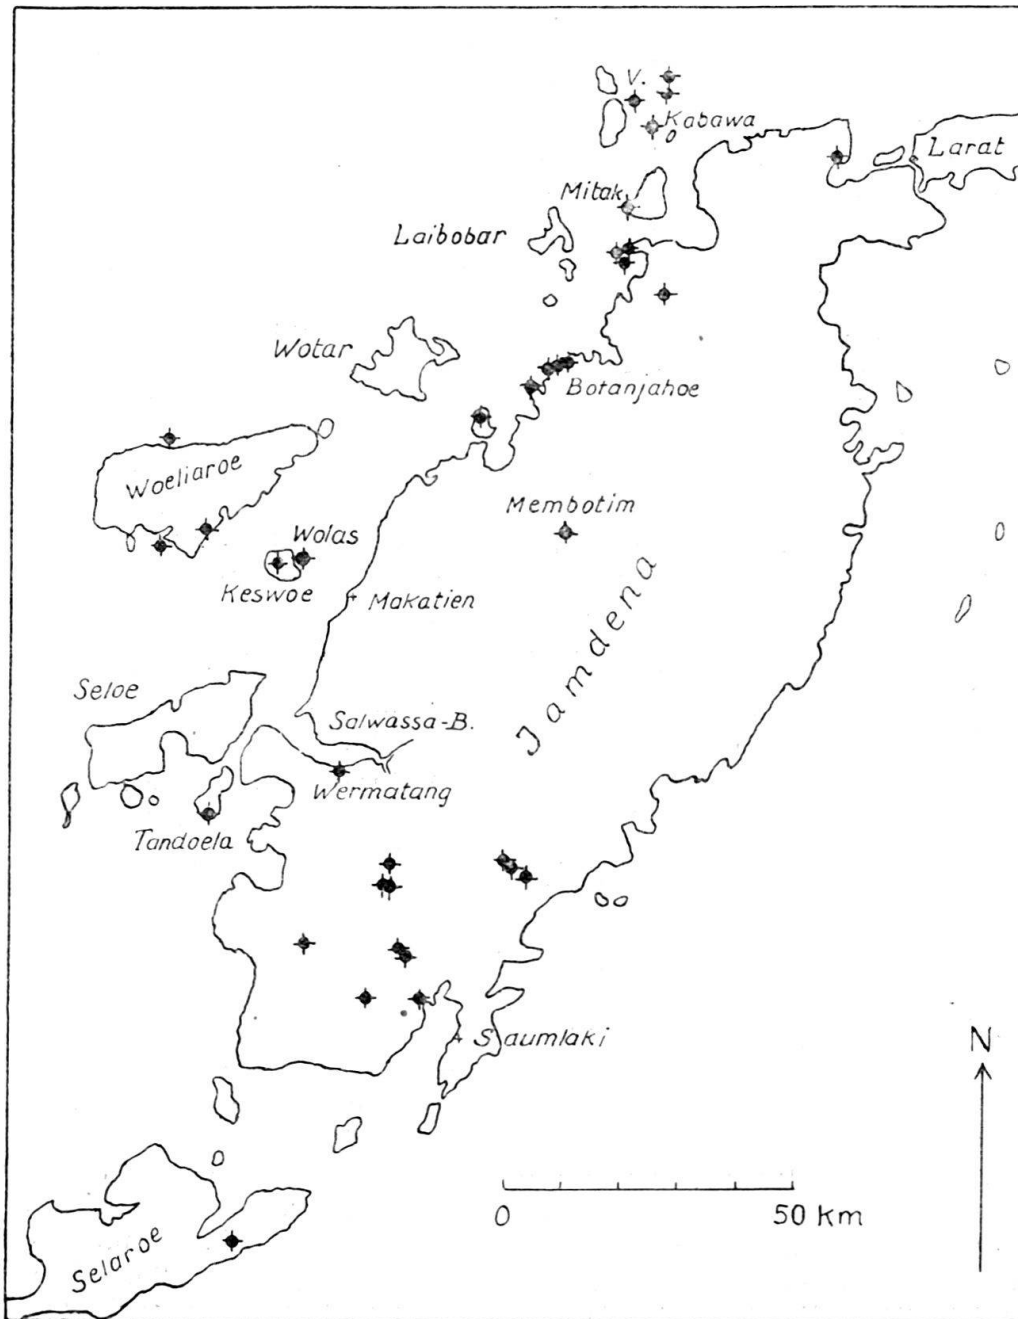 V.
Kabawa
Larat
Mitak
Laibobar
Wotar
Botanjahoe
Woeliaroe
Membotim
Wolas
Keswoe
Makatien
Jamdena
Seloe
Salwassa-B.
Wermatang
Tandoela
Saumlaki
N
0 50 Km
Selaroe